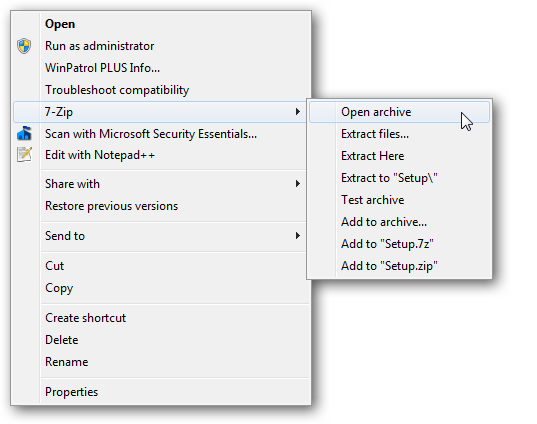 Open
Run as administrator
WinPatrol PLUS Info...
Troubleshoot compatibility
7-Zip
Scan with Microsoft Security Essentials...
Edit with Notepad++
Share with
Restore previous versions
Send to
Cut
Copy
Create shortcut
Delete
Rename
Properties
Open archive
Extract files...
Extract Here
Extract to "Setup\"
Test archive
Add to archive...
Add to "Setup.7z"
Add to "Setup.zip"